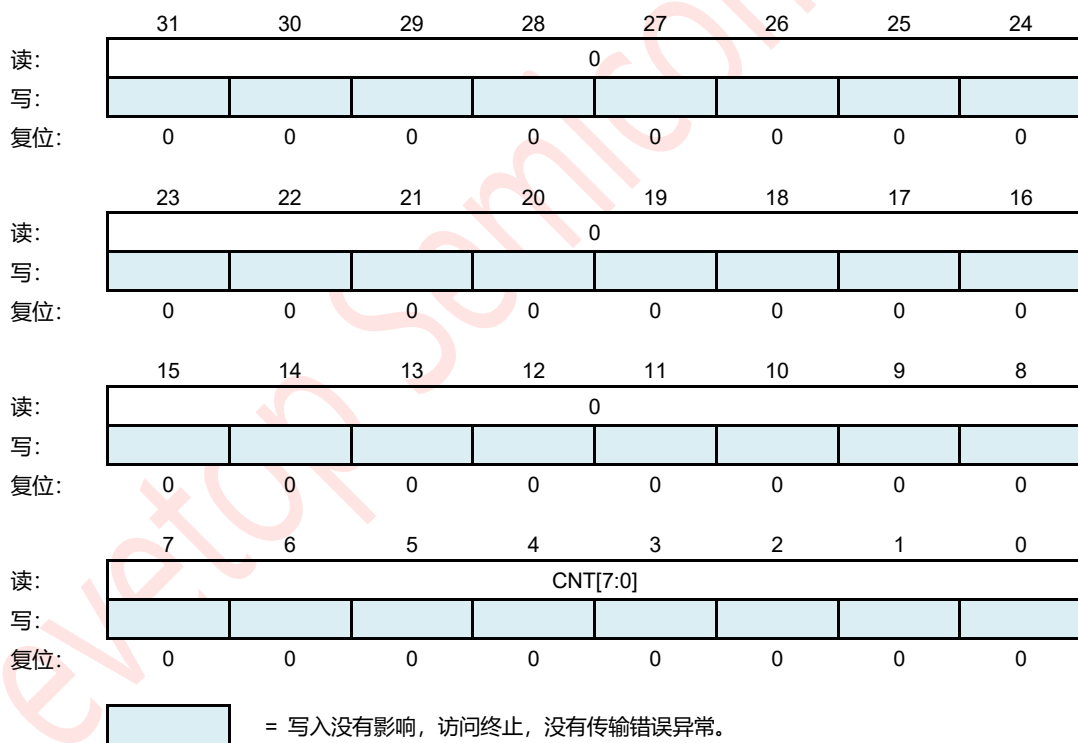 31 30 29 28 27 26 25 24
读: 0
写:
复位: 0 0 0 0 0 0 0 0
23 22 21 20 19 18 17 16
读: 0
写:
复位: 0 0 0 0 0 0 0 0
15 14 13 12 11 10 9 8
读: 0
写:
复位: 0 0 0 0 0 0 0 0
7 6 5 4 3 2 1 0
读: CNT[7:0]
写:
复位: 0 0 0 0 0 0 0 0
= 写入没有影响，访问终止，没有传输错误异常。
evetop Semicon